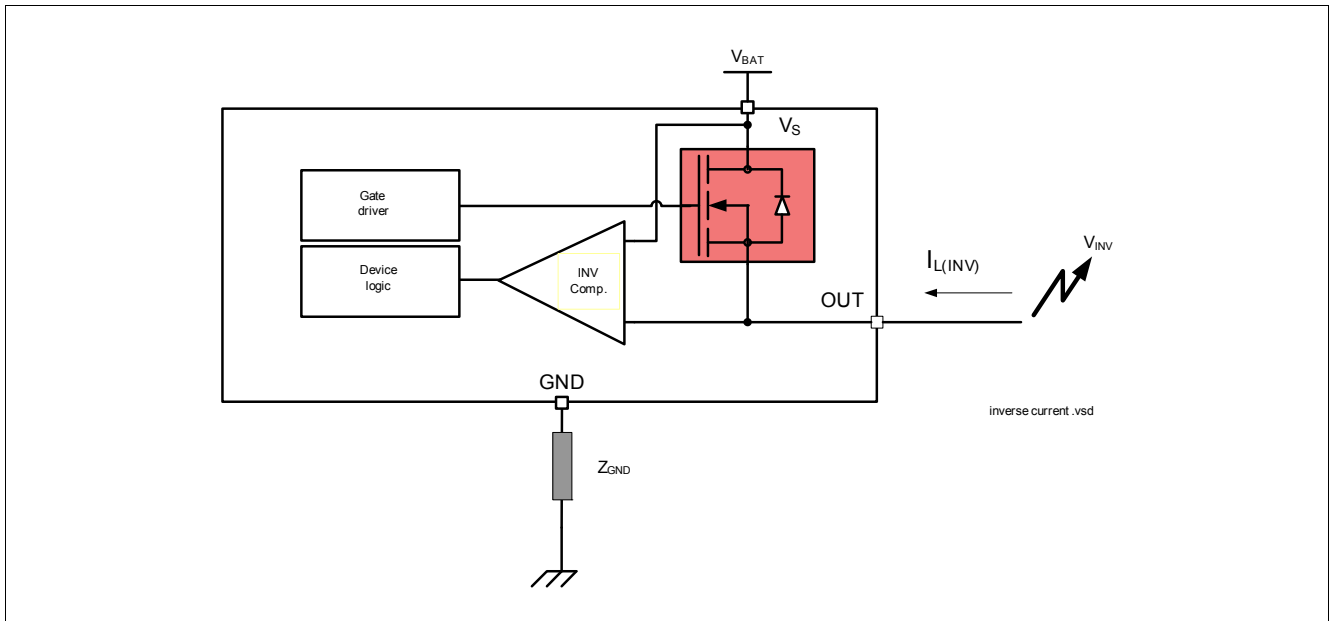 VBAT
VS
Gate
driver
Device
logic
INV
Comp.
IL(INV)
VINV
OUT
GND
inverse current .vsd
ZGND